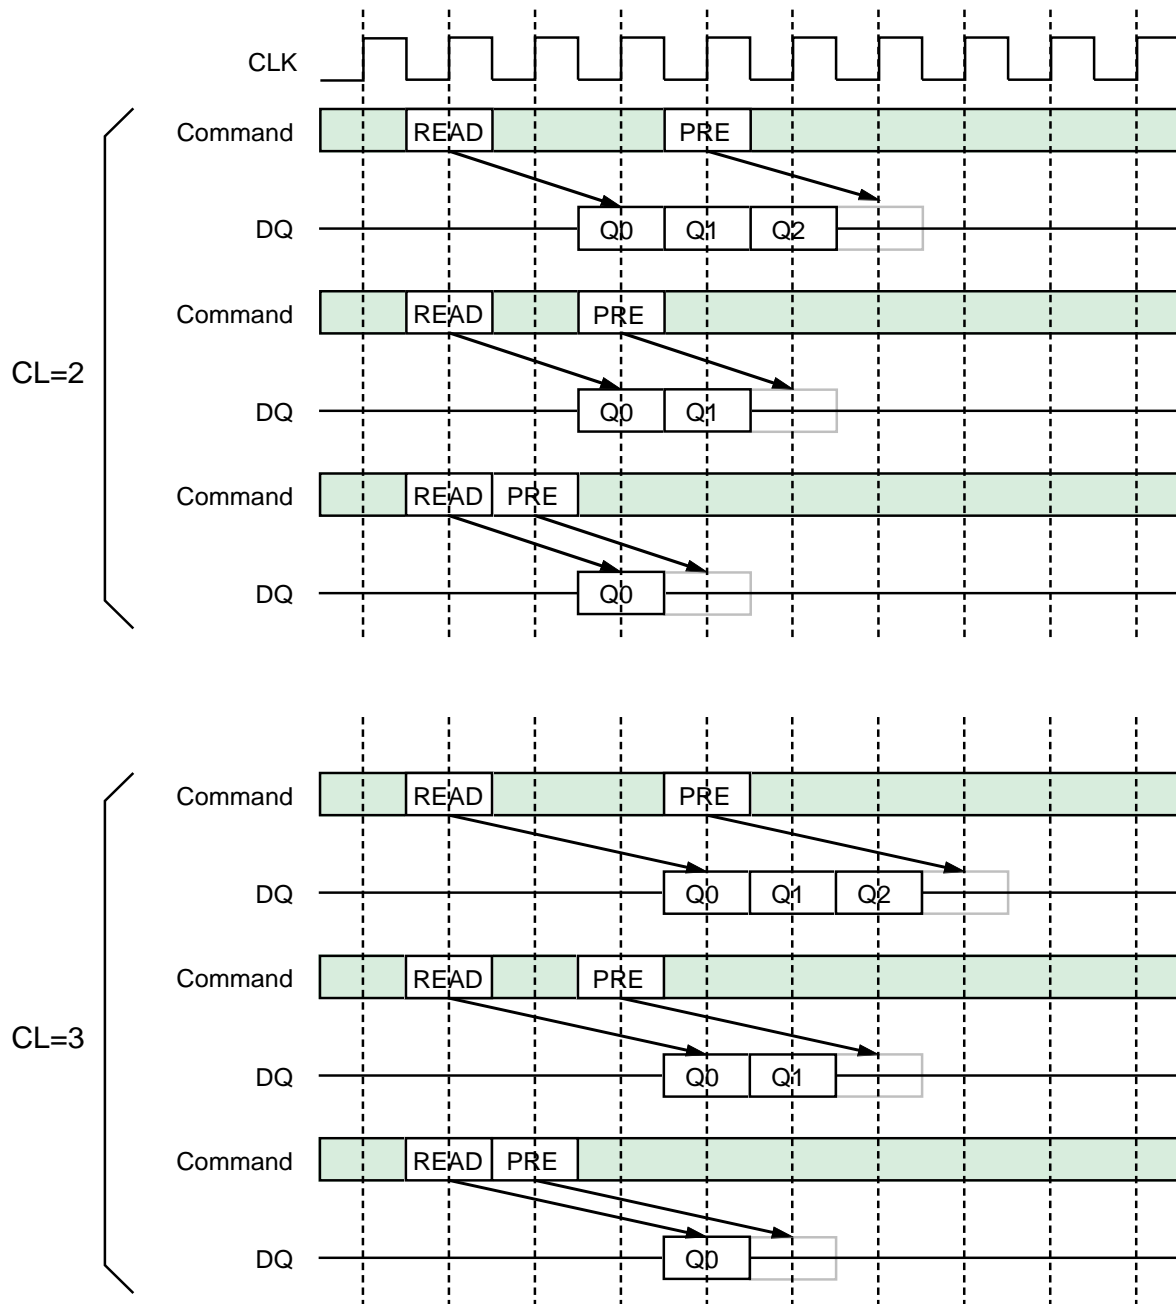 CLK
Command READ PRE
DQ Q0 Q1 Q2
Command READ PRE
CL=2
DQ Q0 Q1
Command READ PRE
DQ Q0
Command READ PRE
DQ Q0 Q1 Q2
Command READ PRE
CL=3
DQ Q0 Q1
Command READ PRE
DQ Q0